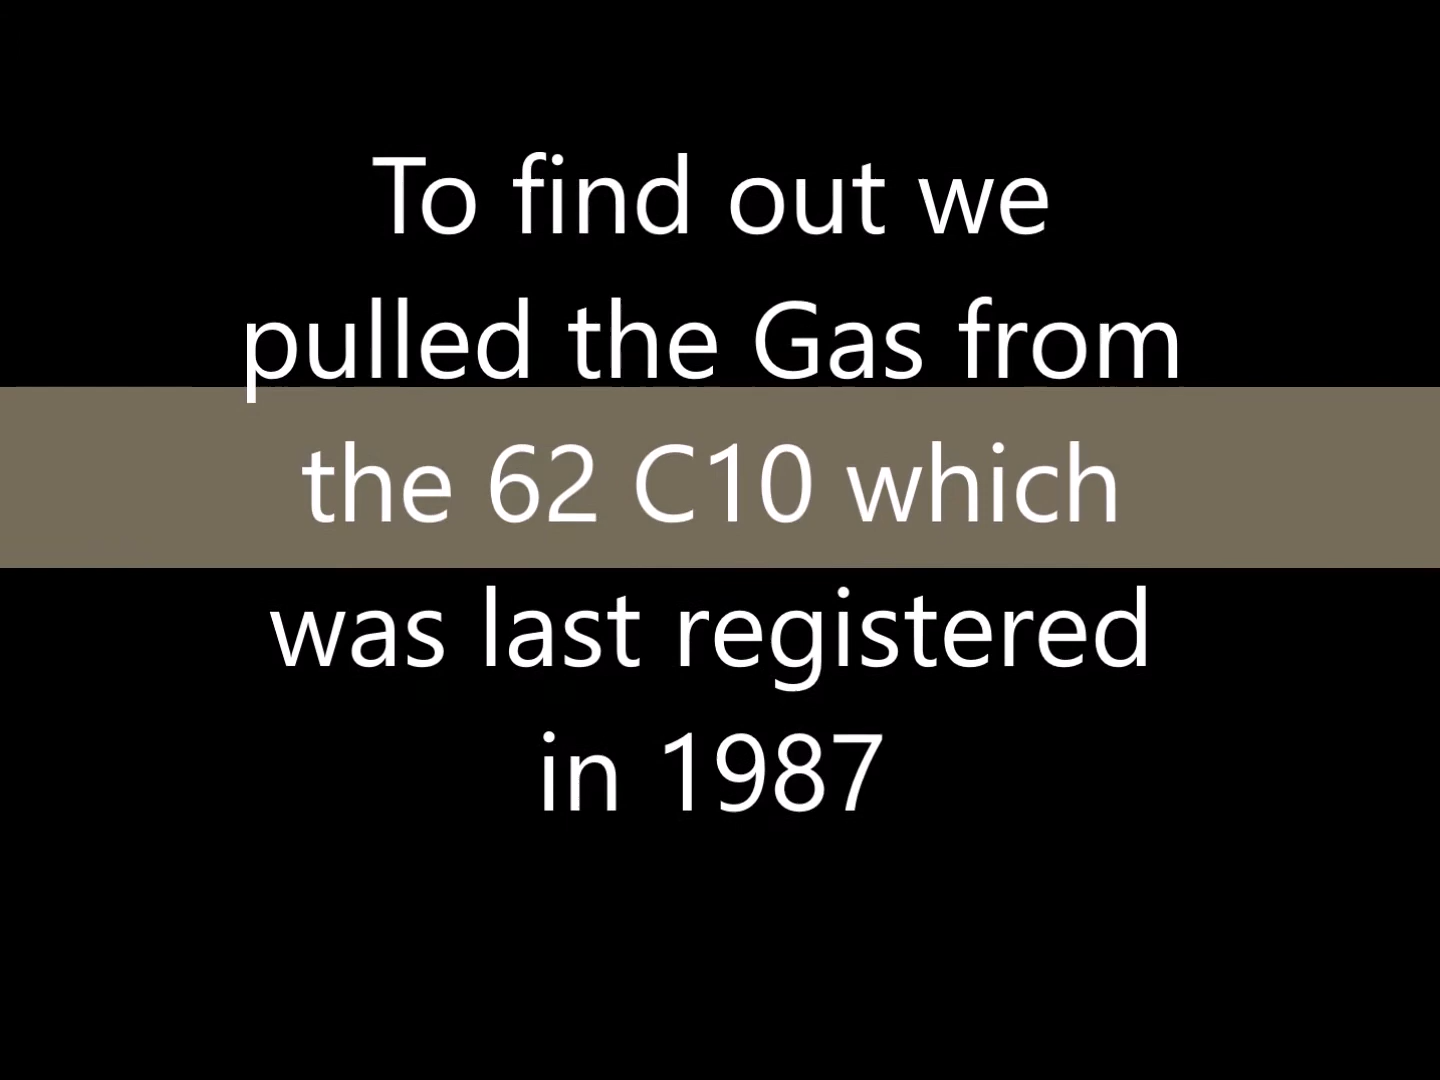 To find out we
pulled the Gas from
the 62 C10 which
was last registered
in 1987